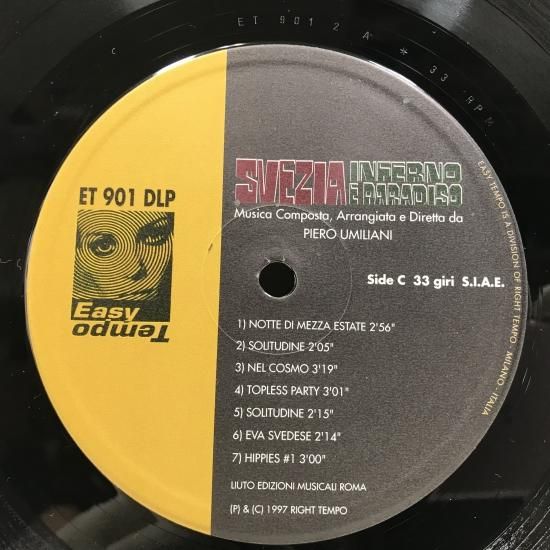 ET 901 2 A * 33 RPM
ET 901 DLP
Easy
Tempo
SVEZIA INFERNO
E PARADISO
Musica Composta, Arrangiata e Diretta da
PIERO UMILIANI
Side C 33 giri S.I.A.E.
1) NOTTE DI MEZZA ESTATE 2'56"
2) SOLITUDINE 2'05"
3) NEL COSMO 3'19"
4) TOPLESS PARTY 3'01"
5) SOLITUDINE 2'15"
6) EVA SVEDESE 2'14"
7) HIPPIES #1 3'00"
LIUTO EDIZIONI MUSICALI ROMA
(P) & (C) 1997 RIGHT TEMPO
EASY TEMPO IS A DIVISION OF RIGHT TEMPO - MILANO - ITALIA